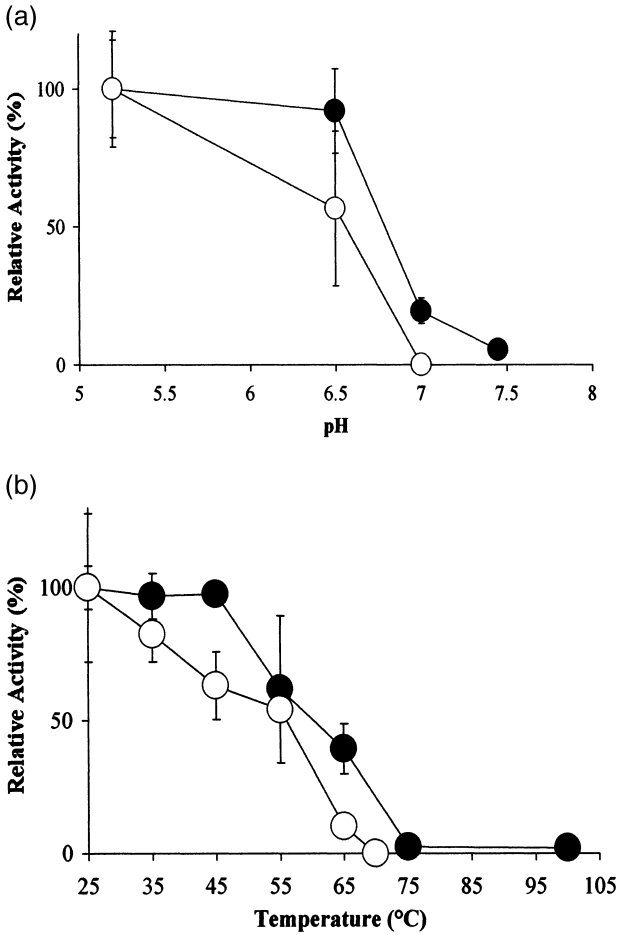 (a)
Relative Activity (%)
100
50
0
5 5.5 6 6.5 7 7.5 8
pH
(b)
Relative Activity (%)
100
50
0
25 35 45 55 65 75 85 95 105
Temperature (°C)